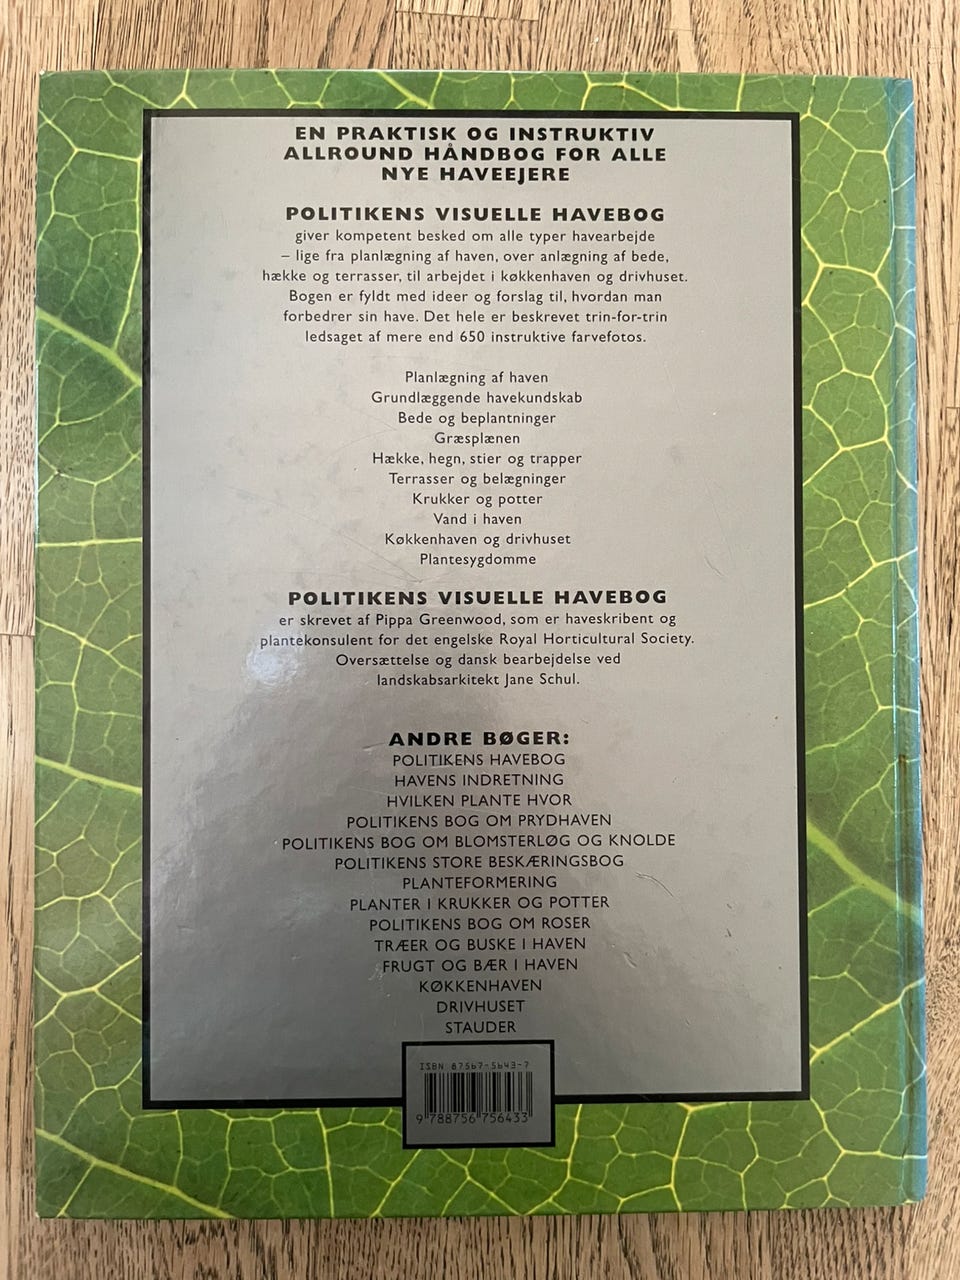 EN PRAKTISK OG INSTRUKTIV
ALLROUND HÅNDBOG FOR ALLE
NYE HAVEEJERE
POLITIKENS VISUELLE HAVEBOG
giver kompetent besked om alle typer havearbejde
– lige fra planlægning af haven, over anlægning af bede,
hække og terrasser, til arbejdet i køkkenhaven og drivhuset.
Bogen er fyldt med ideer og forslag til, hvordan man
forbedrer sin have. Det hele er beskrevet trin-for-trin
ledsaget af mere end 650 instruktive farvefotos.
Planlægning af haven
Grundlæggende havekundskab
Bede og beplantninger
Græsplænen
Hække, hegn, stier og trapper
Terrasser og belægninger
Krukker og potter
Vand i haven
Køkkenhaven og drivhuset
Plantesygdomme
POLITIKENS VISUELLE HAVEBOG
er skrevet af Pippa Greenwood, som er haveskribent og
plantekonsulent for det engelske Royal Horticultural Society.
Oversættelse og dansk bearbejdelse ved
landskabsarkitekt Jane Schul.
ANDRE BØGER:
POLITIKENS HAVEBOG
HAVENS INDRETNING
HVILKEN PLANTE HVOR
POLITIKENS BOG OM PRYDHAVEN
POLITIKENS BOG OM BLOMSTERLØG OG KNOLDE
POLITIKENS STORE BESKÆRINGSBOG
PLANTEFORMERING
PLANTER I KRUKKER OG POTTER
POLITIKENS BOG OM ROSER
TRÆER OG BUSKE I HAVEN
FRUGT OG BÆR I HAVEN
KØKKENHAVEN
DRIVHUSET
STAUDER
ISBN 87567-5643-7
9 788756 756433